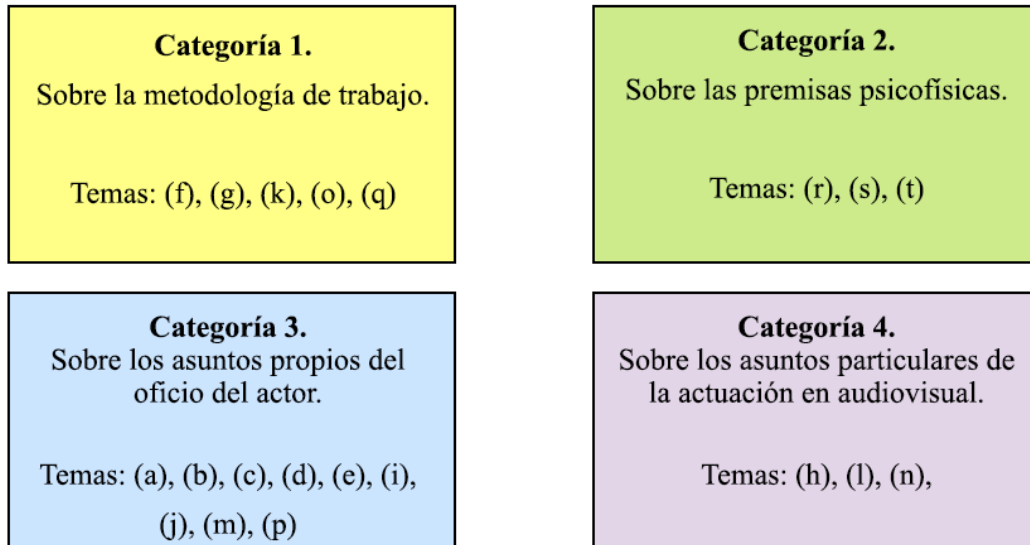 Categoría 1.
Sobre la metodología de trabajo.
Temas: (f), (g), (k), (o), (q)
Categoría 2.
Sobre las premisas psicofísicas.
Temas: (r), (s), (t)
Categoría 3.
Sobre los asuntos propios del
oficio del actor.
Temas: (a), (b), (c), (d), (e), (i),
(j), (m), (p)
Categoría 4.
Sobre los asuntos particulares de
la actuación en audiovisual.
Temas: (h), (l), (n),